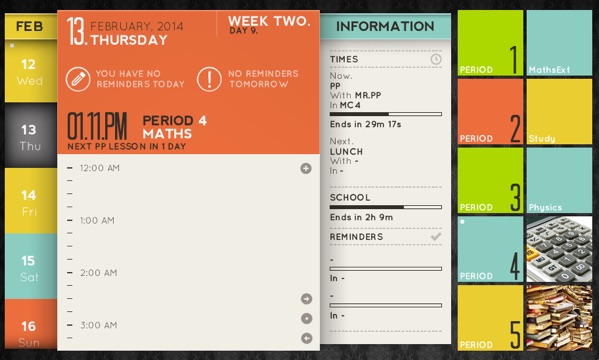 FEB
12
Wed
13
Thu
14
Fri
15
Sat
16
Sun
13. FEBRUARY, 2014
THURSDAY
WEEK TWO.
DAY 9.
YOU HAVE NO
REMINDERS TODAY
NO REMINDERS
TOMORROW
01.11.PM
PERIOD 4
MATHS
NEXT PP LESSON IN 1 DAY
12:00 AM
1:00 AM
2:00 AM
3:00 AM
INFORMATION
TIMES
Now.
PP
With MR.PP
In MC4
Ends in 29m 17s
Next.
LUNCH
With -
In -
SCHOOL
Ends in 2h 9m
REMINDERS
-
In -
-
In -
PERIOD 1
MathsExt
PERIOD 2
Study
PERIOD 3
Physics
PERIOD 4
PERIOD 5